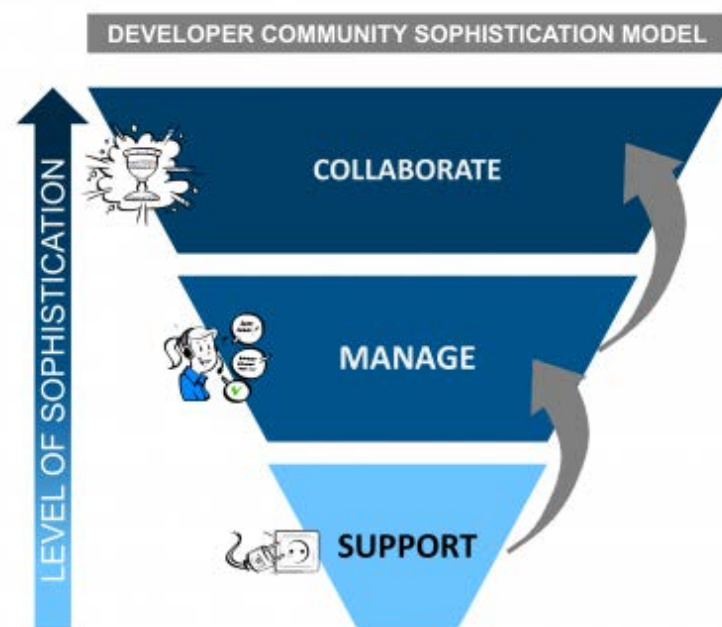 DEVELOPER COMMUNITY SOPHISTICATION MODEL
LEVEL OF SOPHISTICATION
COLLABORATE
MANAGE
SUPPORT